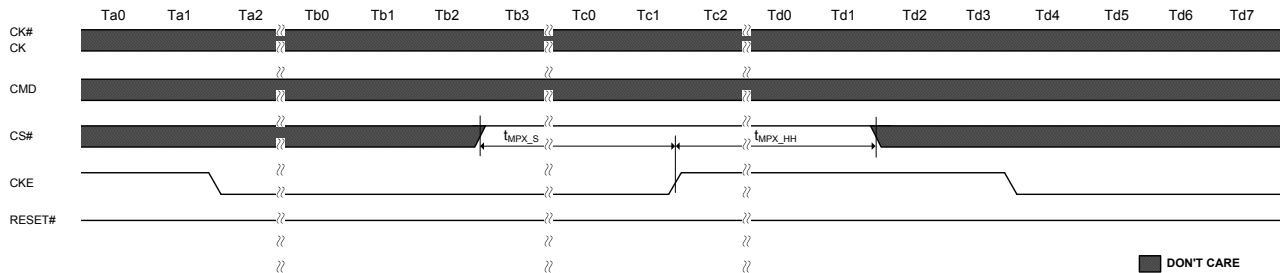 Ta0 Ta1 Ta2 Tb0 Tb1 Tb2 Tb3 Tc0 Tc1 Tc2 Td0 Td1 Td2 Td3 Td4 Td5 Td6 Td7
CK#
CK
CMD
CS#
tMPX_S tMPX_HH
CKE
RESET#
DON'T CARE